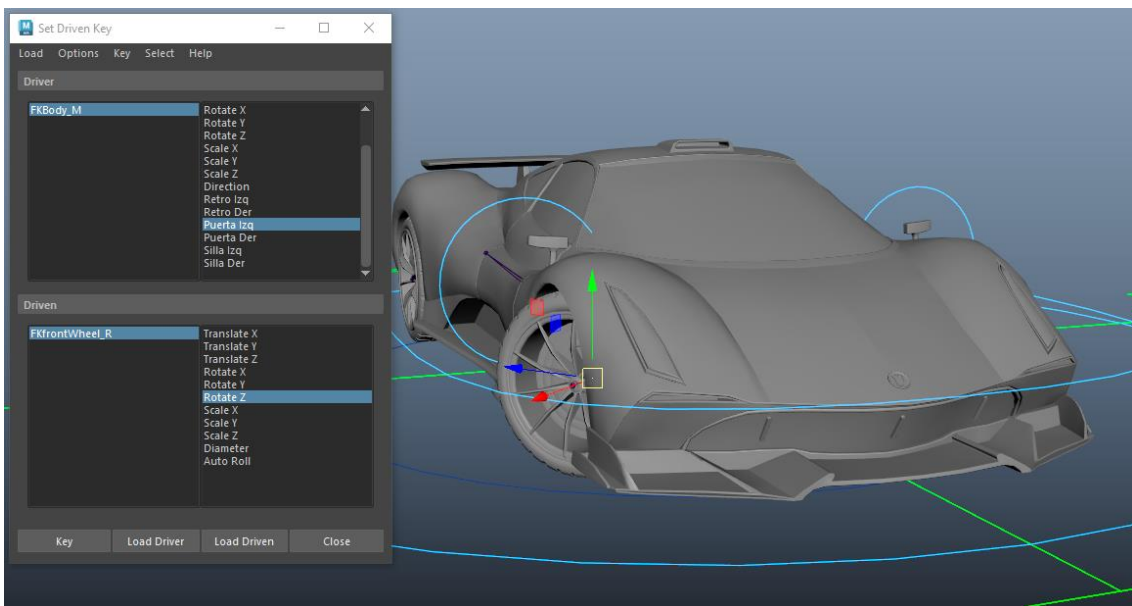 Set Driven Key
Load Options Key Select Help
Driver
FKBody_M
Rotate X
Rotate Y
Rotate Z
Scale X
Scale Y
Scale Z
Direction
Retro Izq
Retro Der
Puerta Izq
Puerta Der
Silla Izq
Silla Der
Driven
FKfrontWheel_R
Translate X
Translate Y
Translate Z
Rotate X
Rotate Y
Rotate Z
Scale X
Scale Y
Scale Z
Diameter
Auto Roll
Key Load Driver Load Driven Close